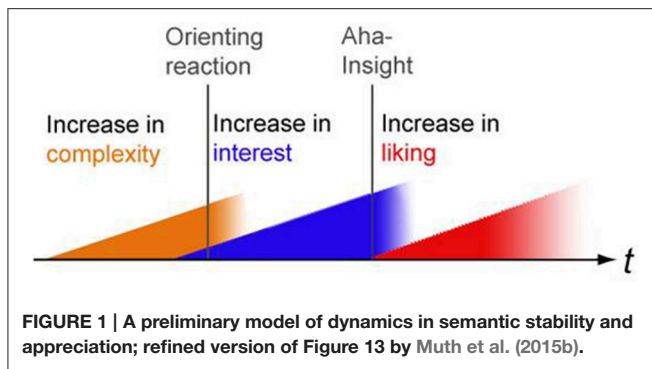 Orienting
reaction
Aha-
Insight
Increase in
complexity
Increase in
interest
Increase in
liking
t
FIGURE 1 | A preliminary model of dynamics in semantic stability and
appreciation; refined version of Figure 13 by Muth et al. (2015b).